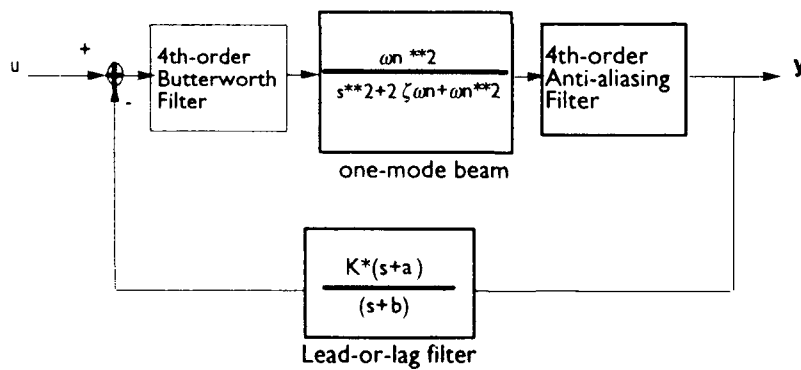 u
+
-
4th-order
Butterworth
Filter
ωn **2
s**2+2 ζωn+ωn**2
one-mode beam
4th-order
Anti-aliasing
Filter
y
K*(s+a)
(s+b)
Lead-or-lag filter